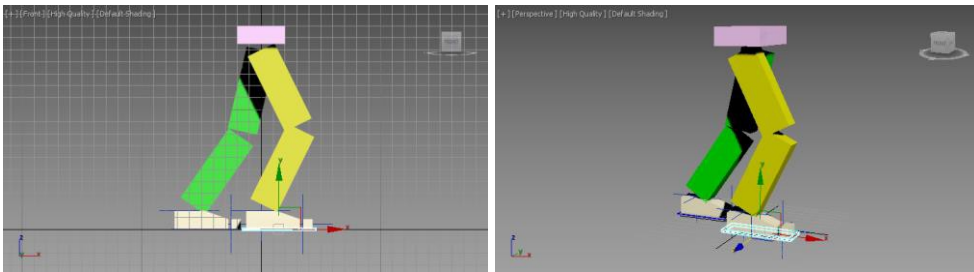 [+] [Front] [High Quality] [Default Shading]
y
x
z
x
[+] [Perspective] [High Quality] [Default Shading]
y
x
z
x